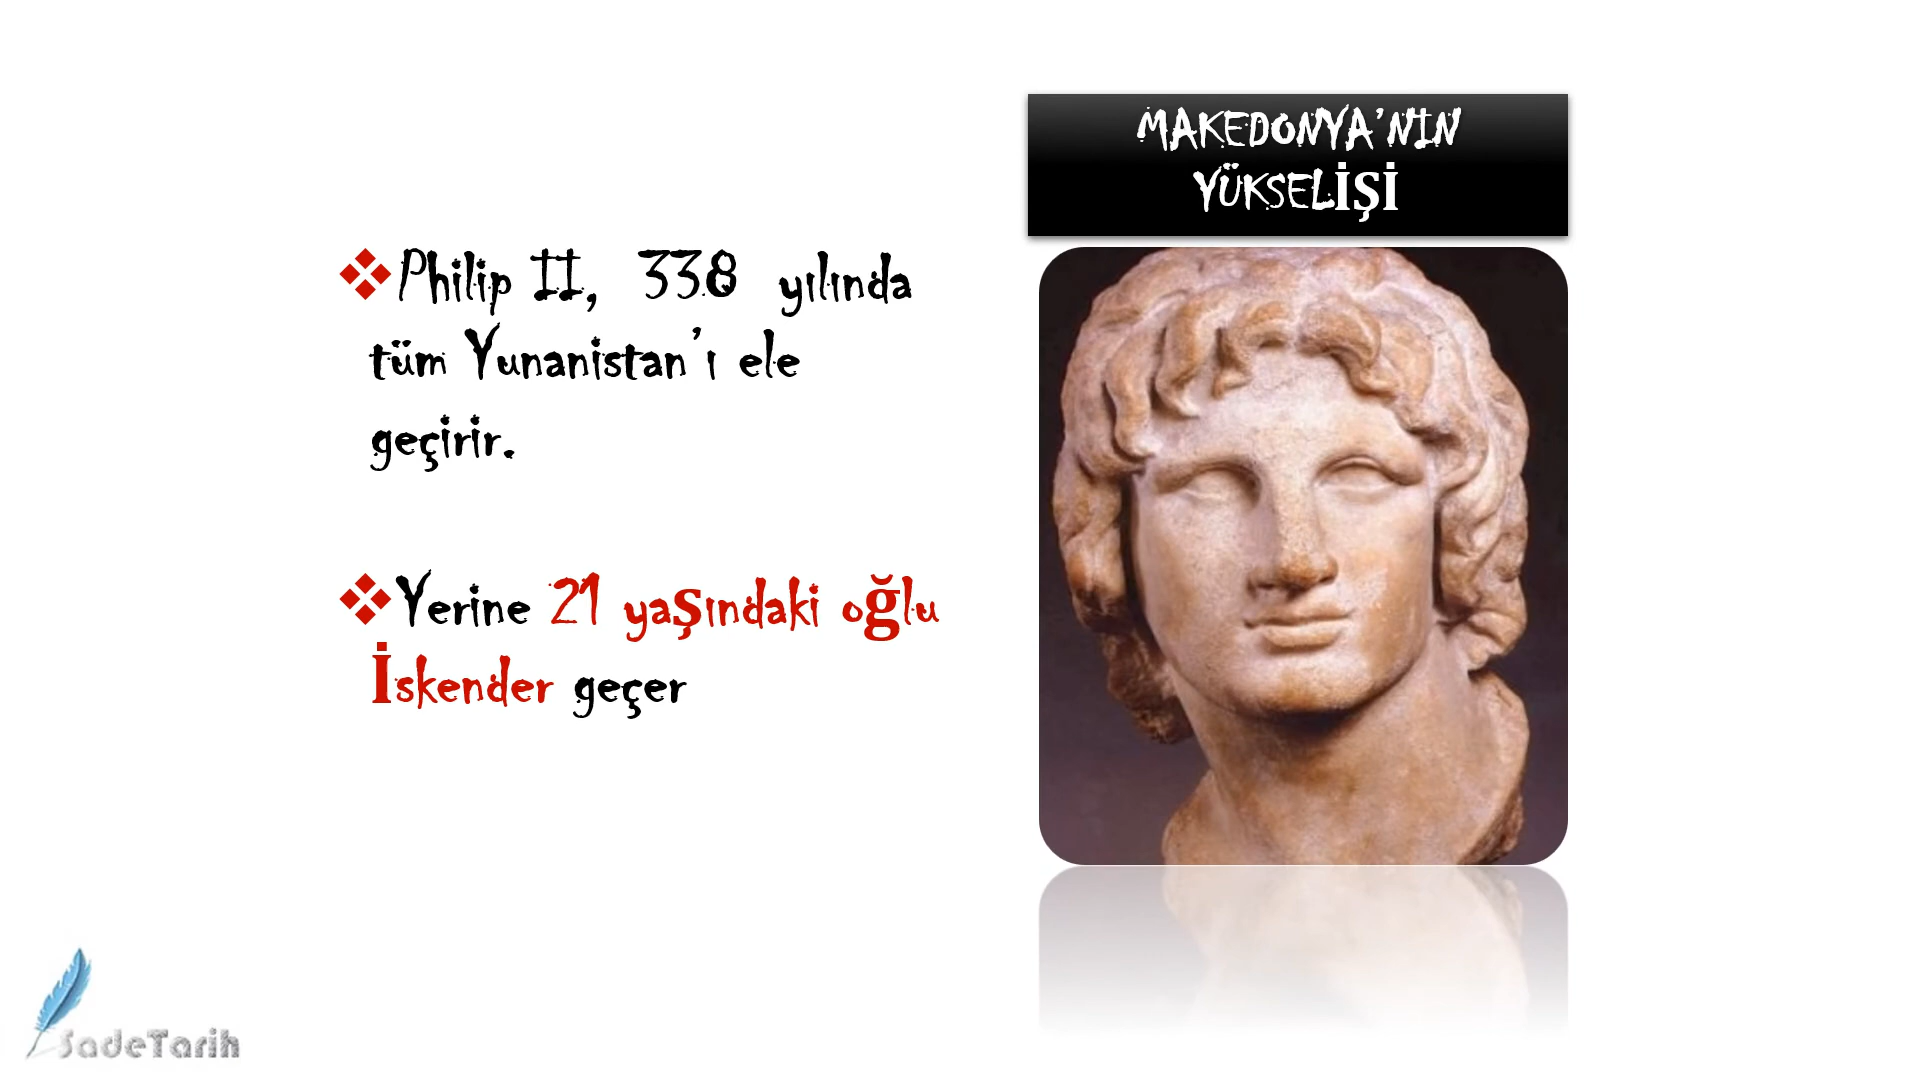 MAKEDONYA’NIN
YÜKSELİŞİ
Philip II, 338 yılında
tüm Yunanistan’ı ele
geçirir.
Yerine 21 yaşındaki oğlu
İskender geçer
SadeTarih